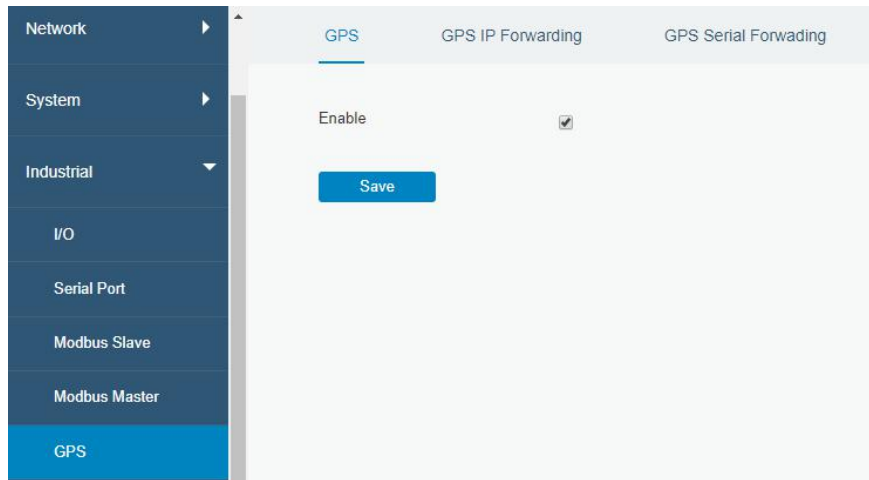 Network
System
Industrial
I/O
Serial Port
Modbus Slave
Modbus Master
GPS
GPS GPS IP Forwarding GPS Serial Forwading
Enable
Save